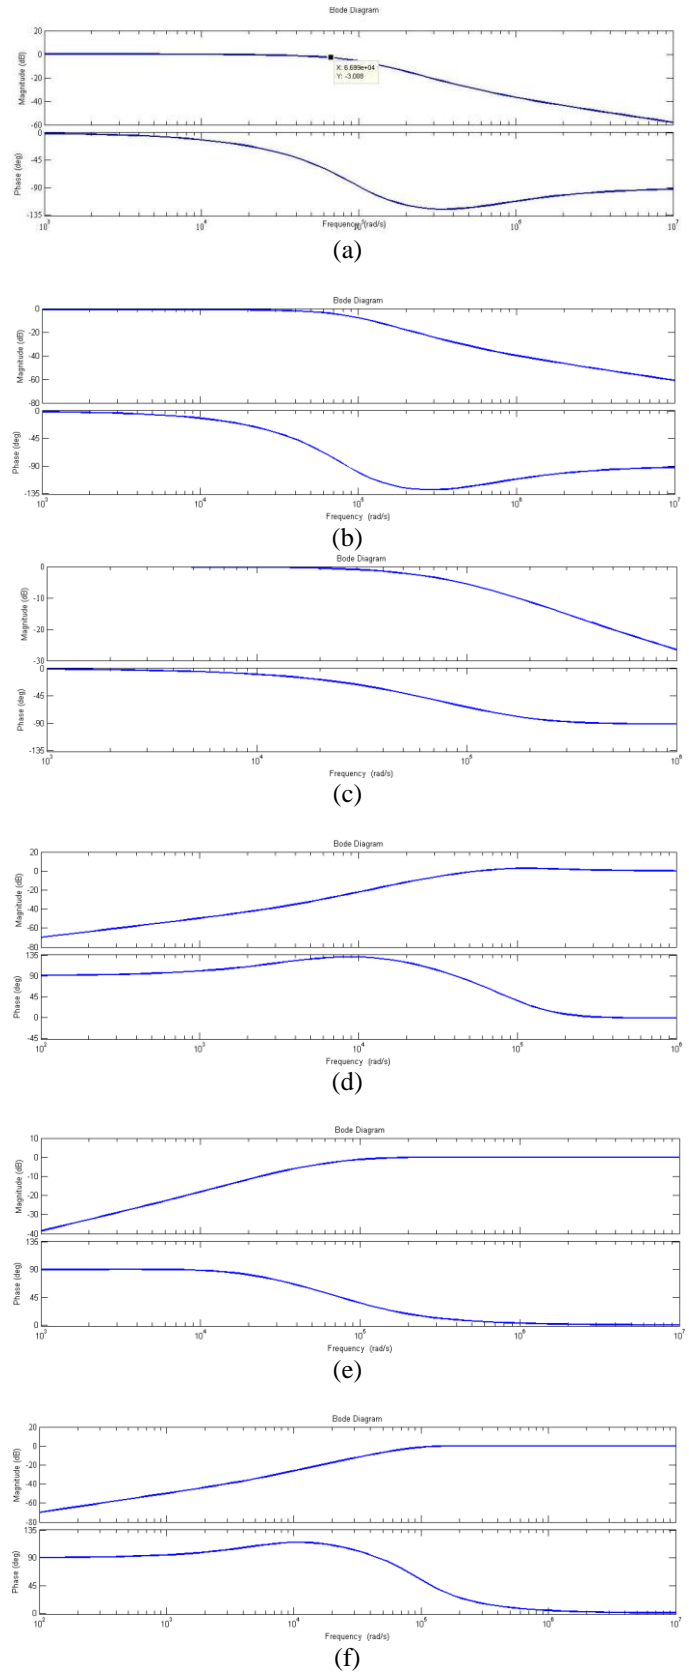 Bode Diagram
20
0
-20
-40
-60
Magnitude (dB)
X: 6.699e+04
Y: -3.008
0
-45
-90
-135
Phase (deg)
10^3 10^4 10^5 10^6 10^7
Frequency (rad/s)
(a)
Bode Diagram
0
-20
-40
-60
-80
Magnitude (dB)
0
-45
-90
-135
Phase (deg)
10^3 10^4 10^5 10^6 10^7
Frequency (rad/s)
(b)
Bode Diagram
0
-10
-20
-30
Magnitude (dB)
0
-45
-90
-135
Phase (deg)
10^3 10^4 10^5 10^6
Frequency (rad/s)
(c)
Bode Diagram
20
0
-20
-40
-60
-80
Magnitude (dB)
135
90
45
0
-45
Phase (deg)
10^2 10^3 10^4 10^5 10^6
Frequency (rad/s)
(d)
Bode Diagram
10
0
-10
-20
-30
-40
Magnitude (dB)
135
90
45
0
Phase (deg)
10^3 10^4 10^5 10^6 10^7
Frequency (rad/s)
(e)
Bode Diagram
20
0
-20
-40
-60
-80
Magnitude (dB)
135
90
45
0
Phase (deg)
10^2 10^3 10^4 10^5 10^6 10^7
Frequency (rad/s)
(f)